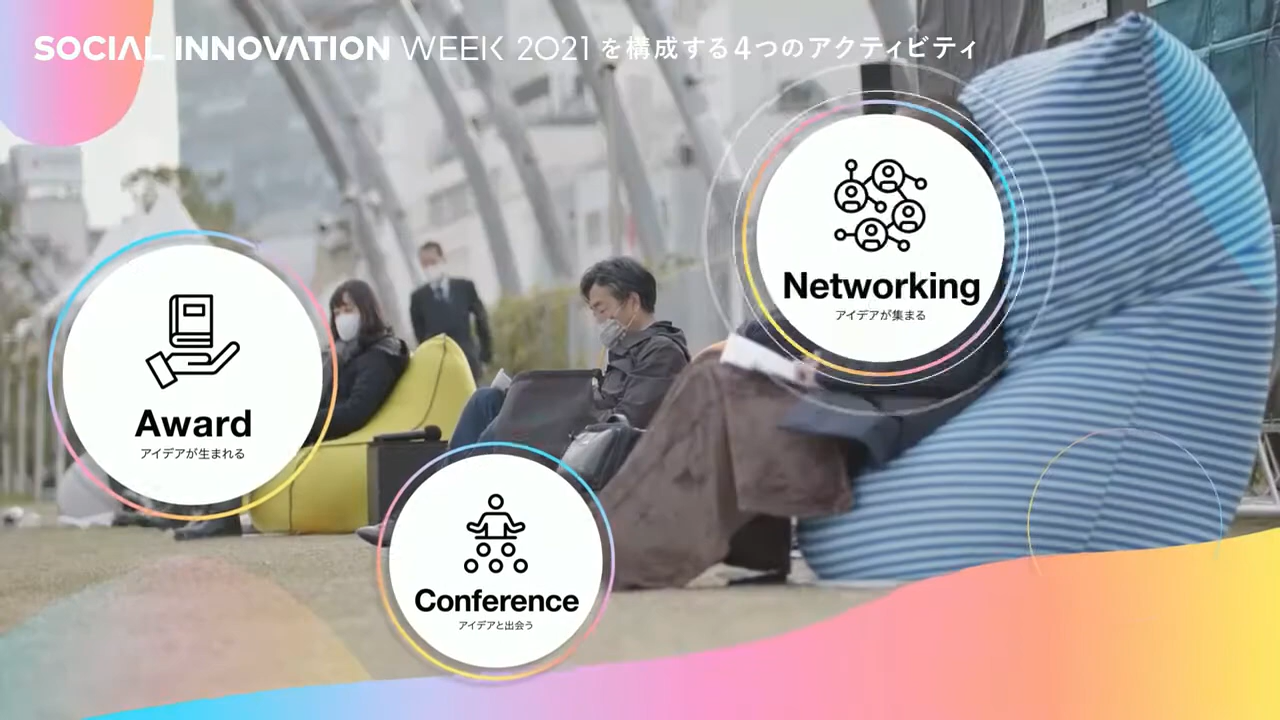 SOCIAL INNOVATION WEEK 2021 を構成する4つのアクティビティ
Networking
アイデアが集まる
Award
アイデアが生まれる
Conference
アイデアと出会う